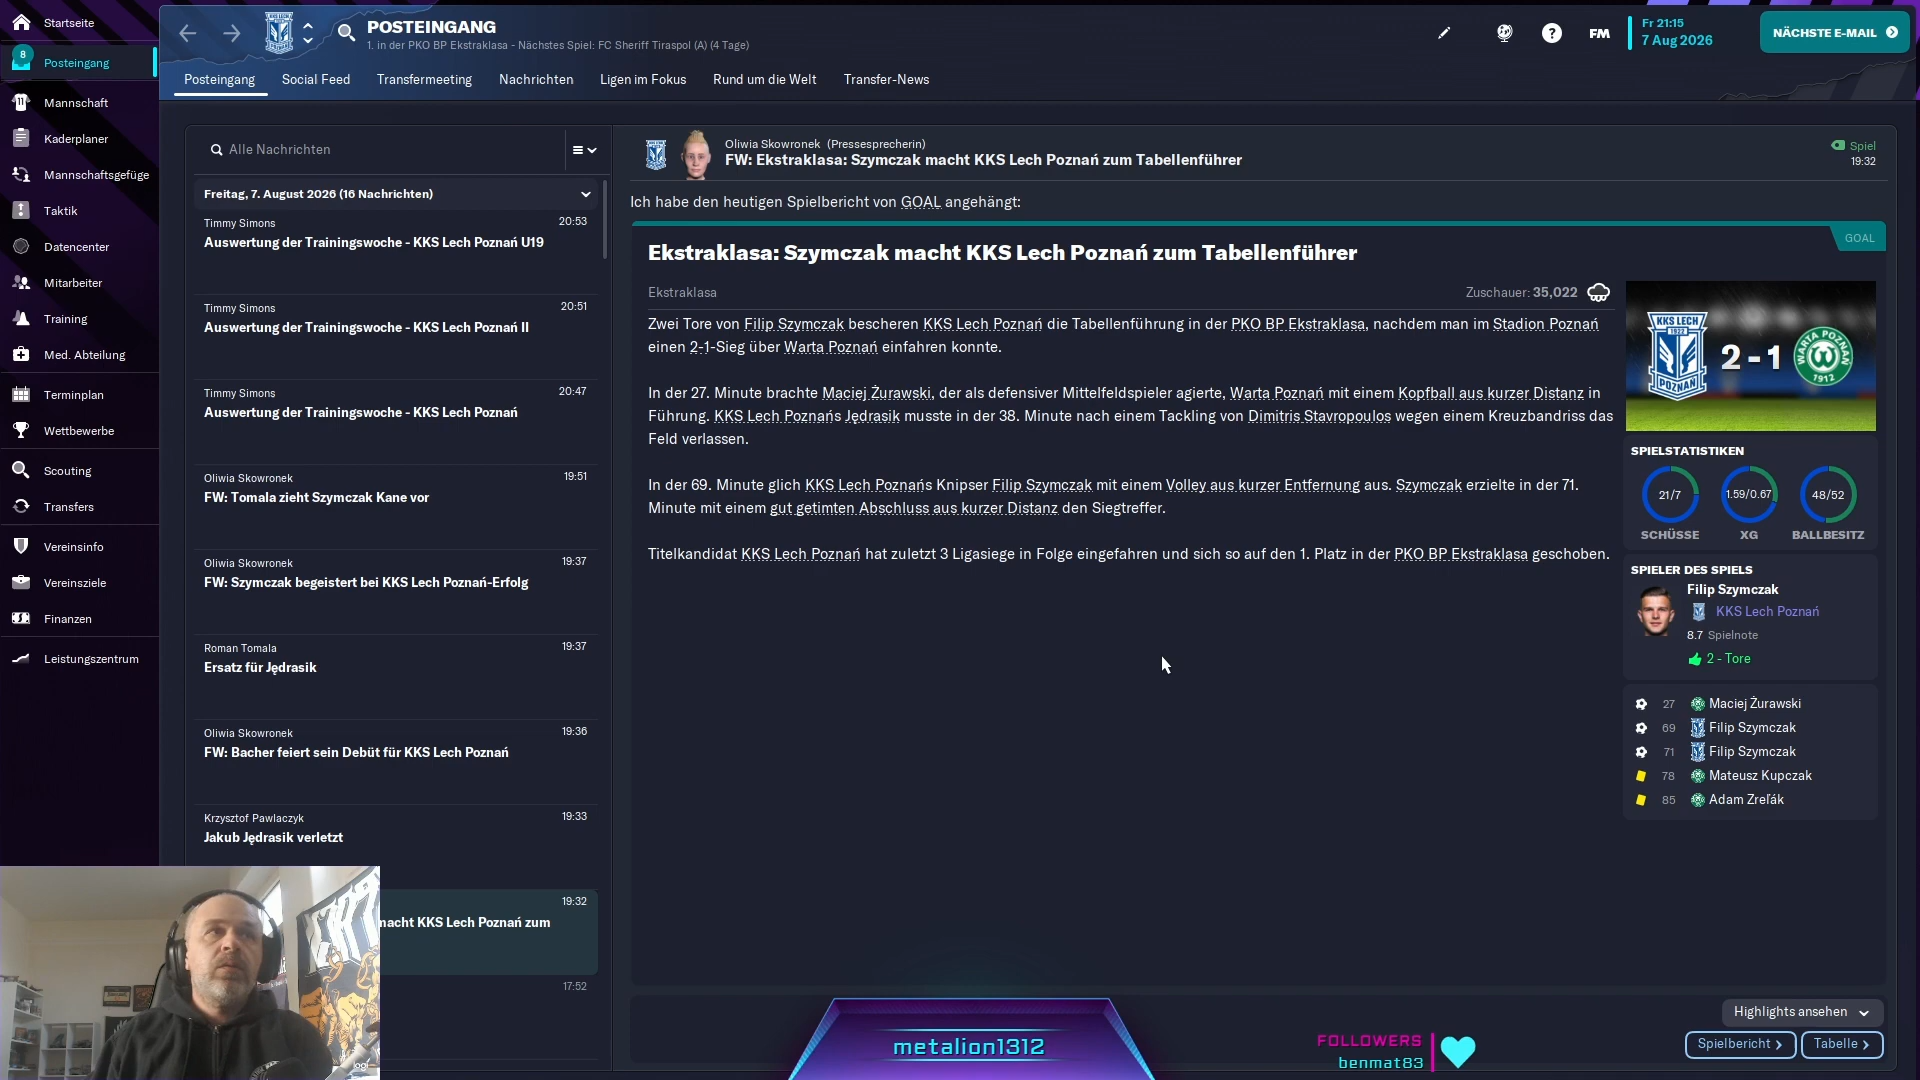 Startseite
8
Posteingang
Mannschaft
Kaderplaner
Mannschaftsgefüge
Taktik
Datencenter
Mitarbeiter
Training
Med. Abteilung
Terminplan
Wettbewerbe
Scouting
Transfers
Vereinsinfo
Vereinsziele
Finanzen
Leistungszentrum
POSTEINGANG
1. in der PKO BP Ekstraklasa - Nächstes Spiel: FC Sheriff Tiraspol (A) (4 Tage)
FM
Fr 21:15
7 Aug 2026
NÄCHSTE E-MAIL
Posteingang
Social Feed
Transfermeeting
Nachrichten
Ligen im Fokus
Rund um die Welt
Transfer-News
Alle Nachrichten
Freitag, 7. August 2026 (16 Nachrichten)
Timmy Simons 20:53
Auswertung der Trainingswoche - KKS Lech Poznań U19
Timmy Simons 20:51
Auswertung der Trainingswoche - KKS Lech Poznań II
Timmy Simons 20:47
Auswertung der Trainingswoche - KKS Lech Poznań
Oliwia Skowronek 19:51
FW: Tomala zieht Szymczak Kane vor
Oliwia Skowronek 19:37
FW: Szymczak begeistert bei KKS Lech Poznań-Erfolg
Roman Tomala 19:37
Ersatz für Jędrasik
Oliwia Skowronek 19:36
FW: Bacher feiert sein Debüt für KKS Lech Poznań
Krzysztof Pawlaczyk 19:33
Jakub Jędrasik verletzt
19:32
macht KKS Lech Poznań zum
17:52
Oliwia Skowronek (Pressesprecherin)
FW: Ekstraklasa: Szymczak macht KKS Lech Poznań zum Tabellenführer
Spiel
19:32
Ich habe den heutigen Spielbericht von GOAL angehängt:
GOAL
Ekstraklasa: Szymczak macht KKS Lech Poznań zum Tabellenführer
Ekstraklasa
Zuschauer: 35,022
Zwei Tore von Filip Szymczak bescheren KKS Lech Poznań die Tabellenführung in der PKO BP Ekstraklasa, nachdem man im Stadion Poznań
einen 2-1-Sieg über Warta Poznań einfahren konnte.
In der 27. Minute brachte Maciej Żurawski, der als defensiver Mittelfeldspieler agierte, Warta Poznań mit einem Kopfball aus kurzer Distanz in
Führung. KKS Lech Poznańs Jędrasik musste in der 38. Minute nach einem Tackling von Dimitris Stavropoulos wegen einem Kreuzbandriss das
Feld verlassen.
In der 69. Minute glich KKS Lech Poznańs Knipser Filip Szymczak mit einem Volley aus kurzer Entfernung aus. Szymczak erzielte in der 71.
Minute mit einem gut getimten Abschluss aus kurzer Distanz den Siegtreffer.
Titelkandidat KKS Lech Poznań hat zuletzt 3 Ligasiege in Folge eingefahren und sich so auf den 1. Platz in der PKO BP Ekstraklasa geschoben.
KKS LECH
1922
POZNAŃ
2 - 1
WARTA POZNAŃ
1912
SPIELSTATISTIKEN
21/7
1.59/0.67
48/52
SCHÜSSE
XG
BALLBESITZ
SPIELER DES SPIELS
Filip Szymczak
KKS Lech Poznań
8.7 Spielnote
2 - Tore
27 Maciej Żurawski
69 Filip Szymczak
71 Filip Szymczak
78 Mateusz Kupczak
85 Adam Zreľák
Highlights ansehen
Spielbericht
Tabelle
metalion1312
FOLLOWERS
benmat83
logi